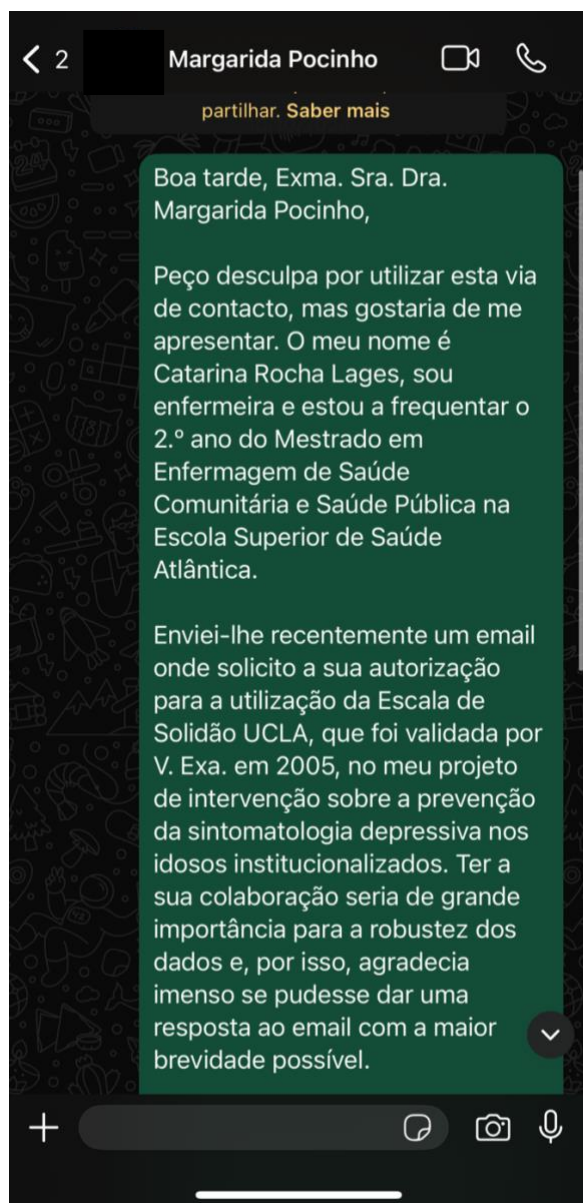 2
Margarida Pocinho
partilhar. Saber mais
Boa tarde, Exma. Sra. Dra.
Margarida Pocinho,
Peço desculpa por utilizar esta via
de contacto, mas gostaria de me
apresentar. O meu nome é
Catarina Rocha Lages, sou
enfermeira e estou a frequentar o
2.º ano do Mestrado em
Enfermagem de Saúde
Comunitária e Saúde Pública na
Escola Superior de Saúde
Atlântica.
Enviei-lhe recentemente um email
onde solicito a sua autorização
para a utilização da Escala de
Solidão UCLA, que foi validada por
V. Exa. em 2005, no meu projeto
de intervenção sobre a prevenção
da sintomatologia depressiva nos
idosos institucionalizados. Ter a
sua colaboração seria de grande
importância para a robustez dos
dados e, por isso, agradecia
imenso se pudesse dar uma
resposta ao email com a maior
brevidade possível.